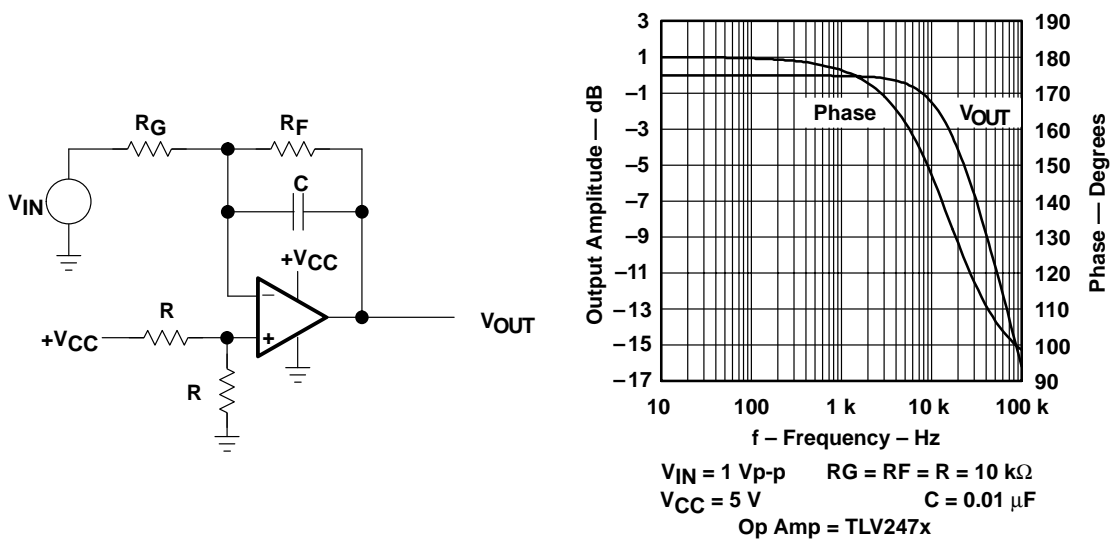 RG
RF
C
VIN
+VCC
−
R
+VCC
+
VOUT
R
Output Amplitude — dB
3
1
−1
−3
−5
−7
−9
−11
−13
−15
−17
Phase
VOUT
190
180
170
160
150
140
130
120
110
100
90
Phase — Degrees
10
100
1 k
10 k
100 k
f – Frequency – Hz
VIN = 1 Vp-p RG = RF = R = 10 kΩ
VCC = 5 V C = 0.01 μF
Op Amp = TLV247x